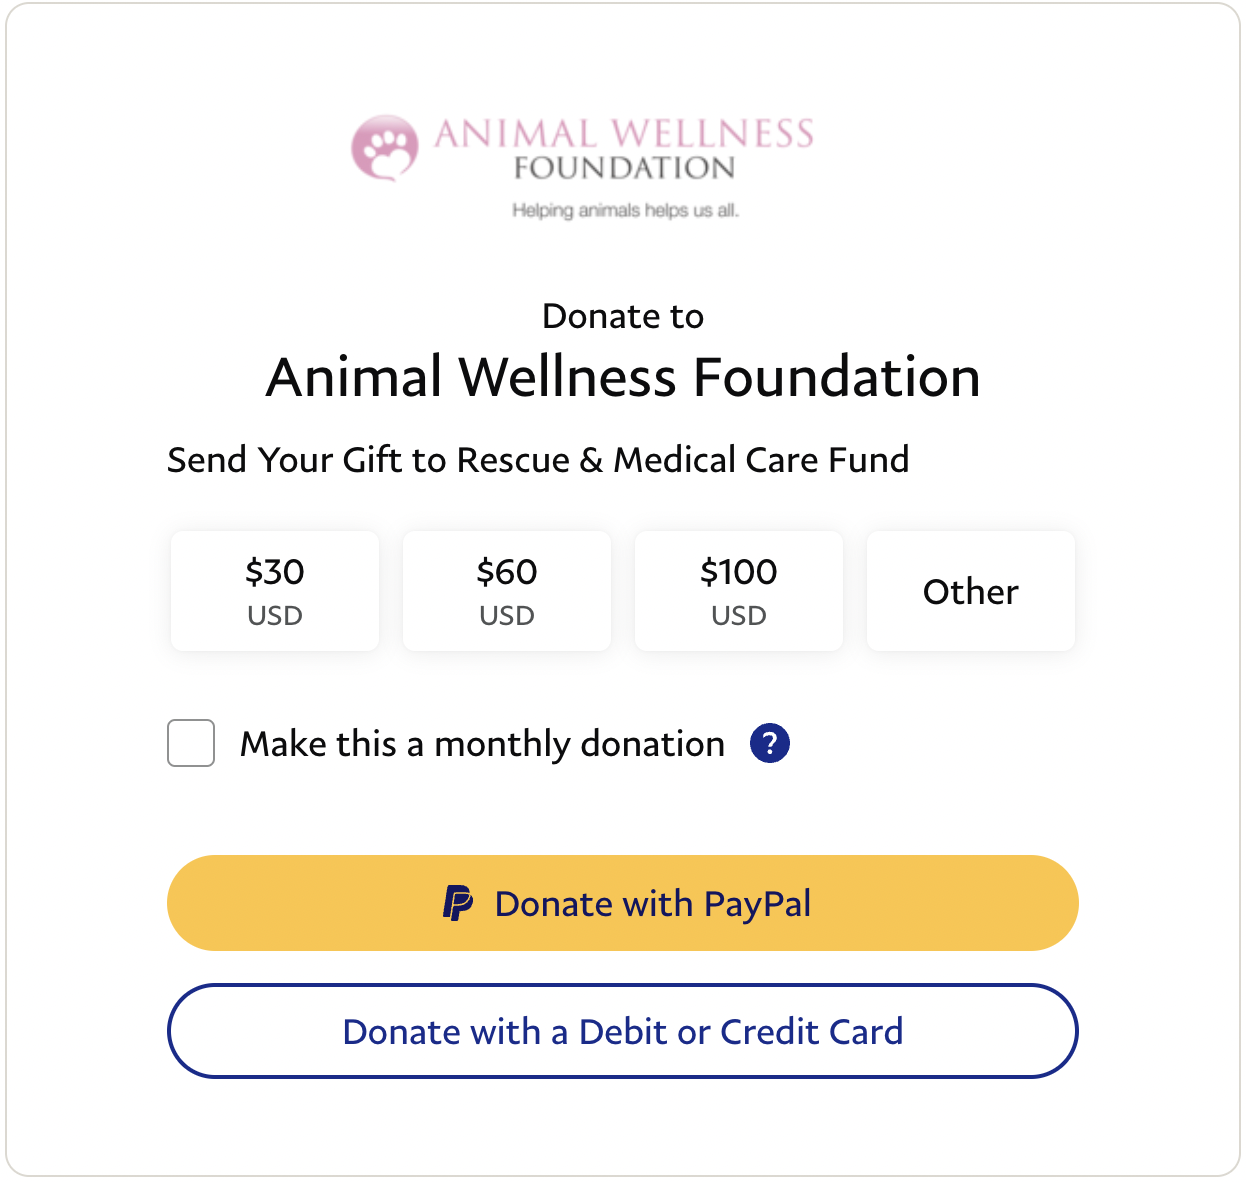 ANIMAL WELLNESS
FOUNDATION
Helping animals helps us all.
Donate to
Animal Wellness Foundation
Send Your Gift to Rescue & Medical Care Fund
$30
USD
$60
USD
$100
USD
Other
Make this a monthly donation ?
Donate with PayPal
Donate with a Debit or Credit Card